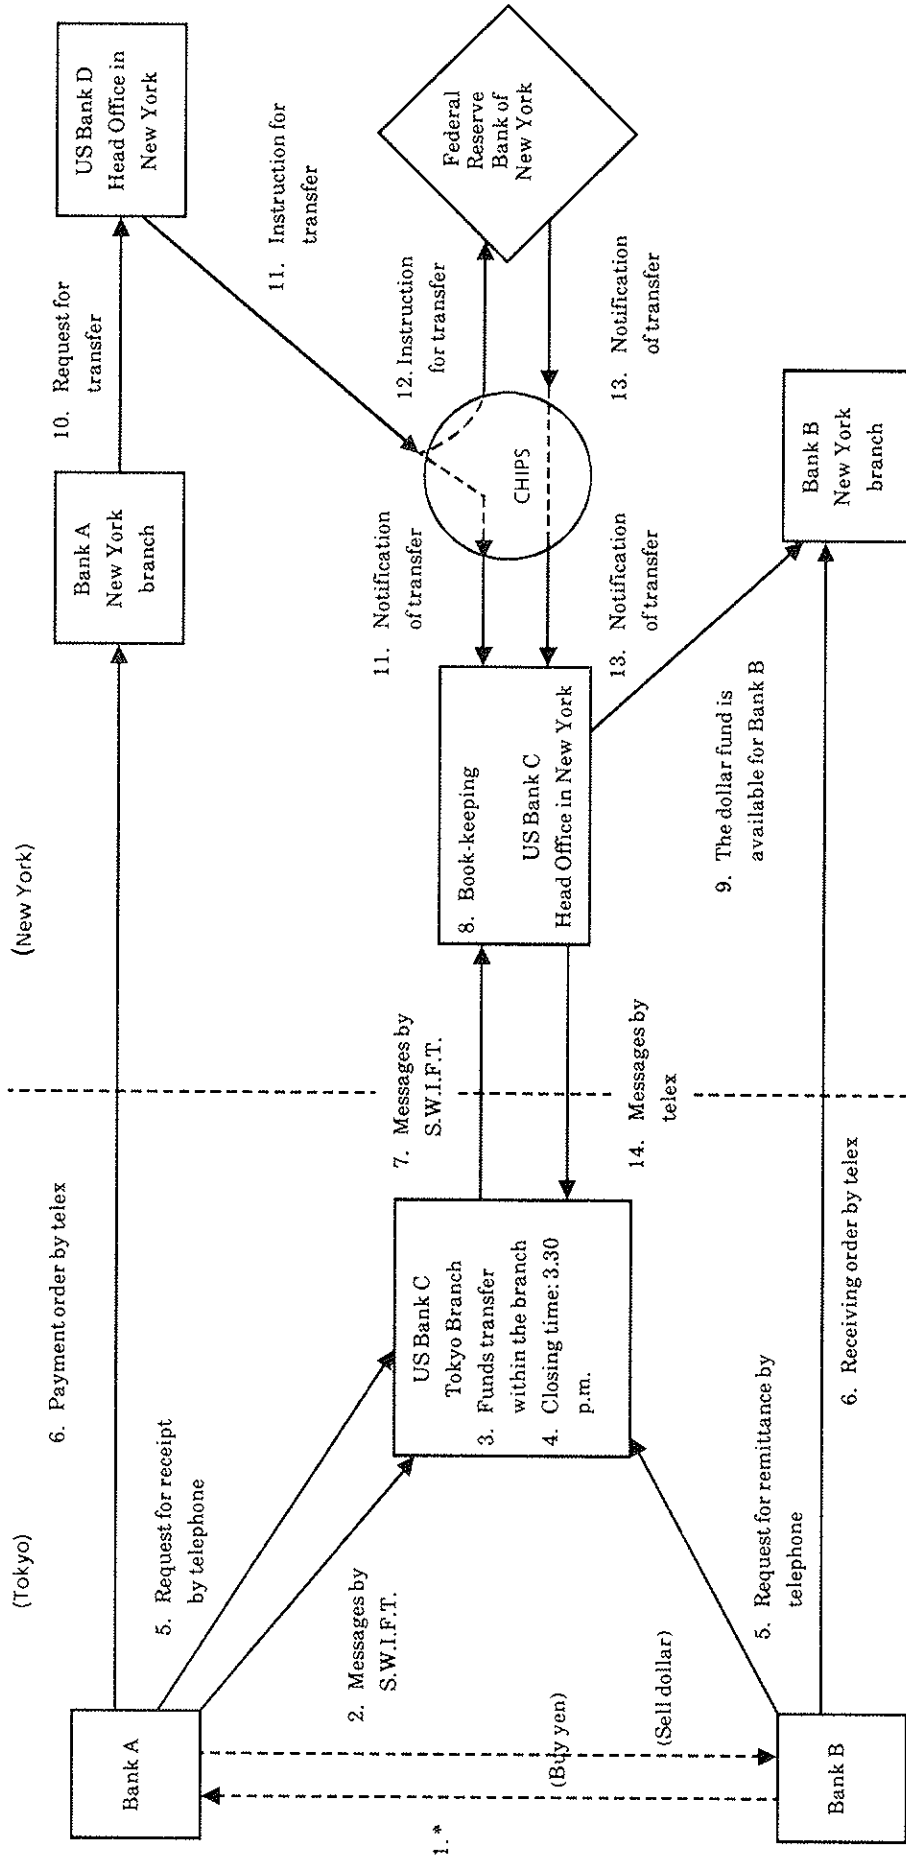 (Tokyo)
(New York)
Bank A
6. Payment order by telex
Bank A
New York
branch
10. Request for
transfer
US Bank D
Head Office in
New York
5. Request for receipt
by telephone
2. Messages by
S.W.I.F.T.
11. Instruction for
transfer
US Bank C
Tokyo Branch
3. Funds transfer
within the branch
4. Closing time: 3.30
p.m.
7. Messages by
S.W.I.F.T.
14. Messages by
telex
8. Book-keeping
US Bank C
Head Office in New York
11. Notification
of transfer
13. Notification
of transfer
CHIPS
12. Instruction
for transfer
13. Notification
of transfer
Federal
Reserve
Bank of
New York
1.*
(Buy yen)
(Sell dollar)
5. Request for remittance by
telephone
9. The dollar fund is
available for Bank B
Bank B
6. Receiving order by telex
Bank B
New York
branch